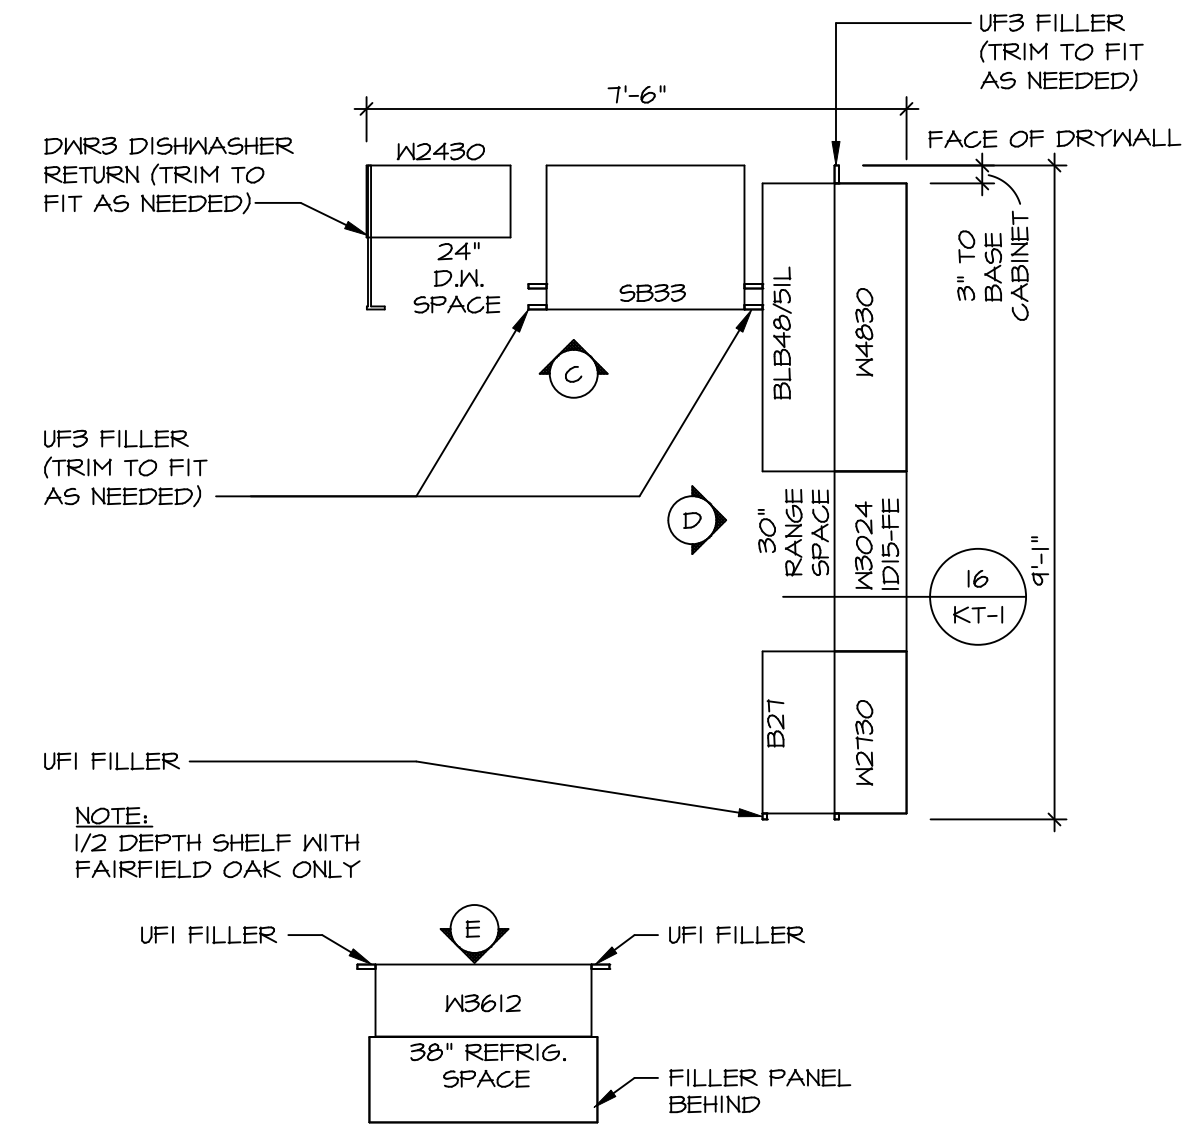 UF3 FILLER
(TRIM TO FIT
AS NEEDED)
7'-6"
FACE OF DRYWALL
DWR3 DISHWASHER
RETURN (TRIM TO
FIT AS NEEDED)
W2430
24"
D.W.
SPACE
SB33
BLB48/51L
W4830
3" TO
BASE
CABINET
C
UF3 FILLER
(TRIM TO FIT
AS NEEDED)
D
30"
RANGE
SPACE
W3024
1D15-FE
16
KT-1
9'-1"
B27
W2730
UF1 FILLER
NOTE:
1/2 DEPTH SHELF WITH
FAIRFIELD OAK ONLY
UF1 FILLER
E
UF1 FILLER
W3612
38" REFRIG.
SPACE
FILLER PANEL
BEHIND